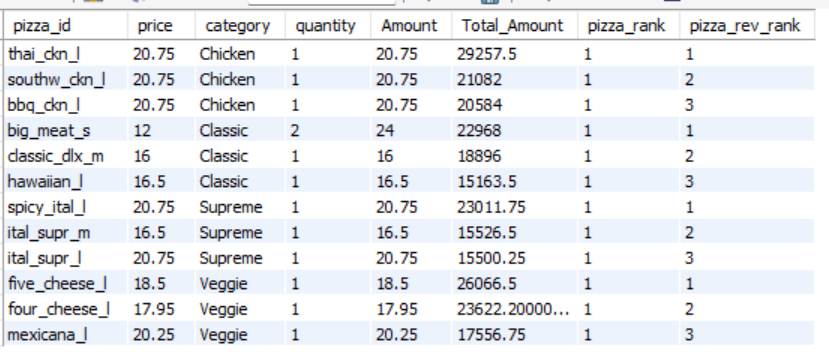 pizza_id price category quantity Amount Total_Amount pizza_rank pizza_rev_rank
thai_ckn_l 20.75 Chicken 1 20.75 29257.5 1 1
southw_ckn_l 20.75 Chicken 1 20.75 21082 1 2
bbq_ckn_l 20.75 Chicken 1 20.75 20584 1 3
big_meat_s 12 Classic 2 24 22968 1 1
classic_dlx_m 16 Classic 1 16 18896 1 2
hawaiian_l 16.5 Classic 1 16.5 15163.5 1 3
spicy_ital_l 20.75 Supreme 1 20.75 23011.75 1 1
ital_supr_m 16.5 Supreme 1 16.5 15526.5 1 2
ital_supr_l 20.75 Supreme 1 20.75 15500.25 1 3
five_cheese_l 18.5 Veggie 1 18.5 26066.5 1 1
four_cheese_l 17.95 Veggie 1 17.95 23622.20000... 1 2
mexicana_l 20.25 Veggie 1 20.25 17556.75 1 3